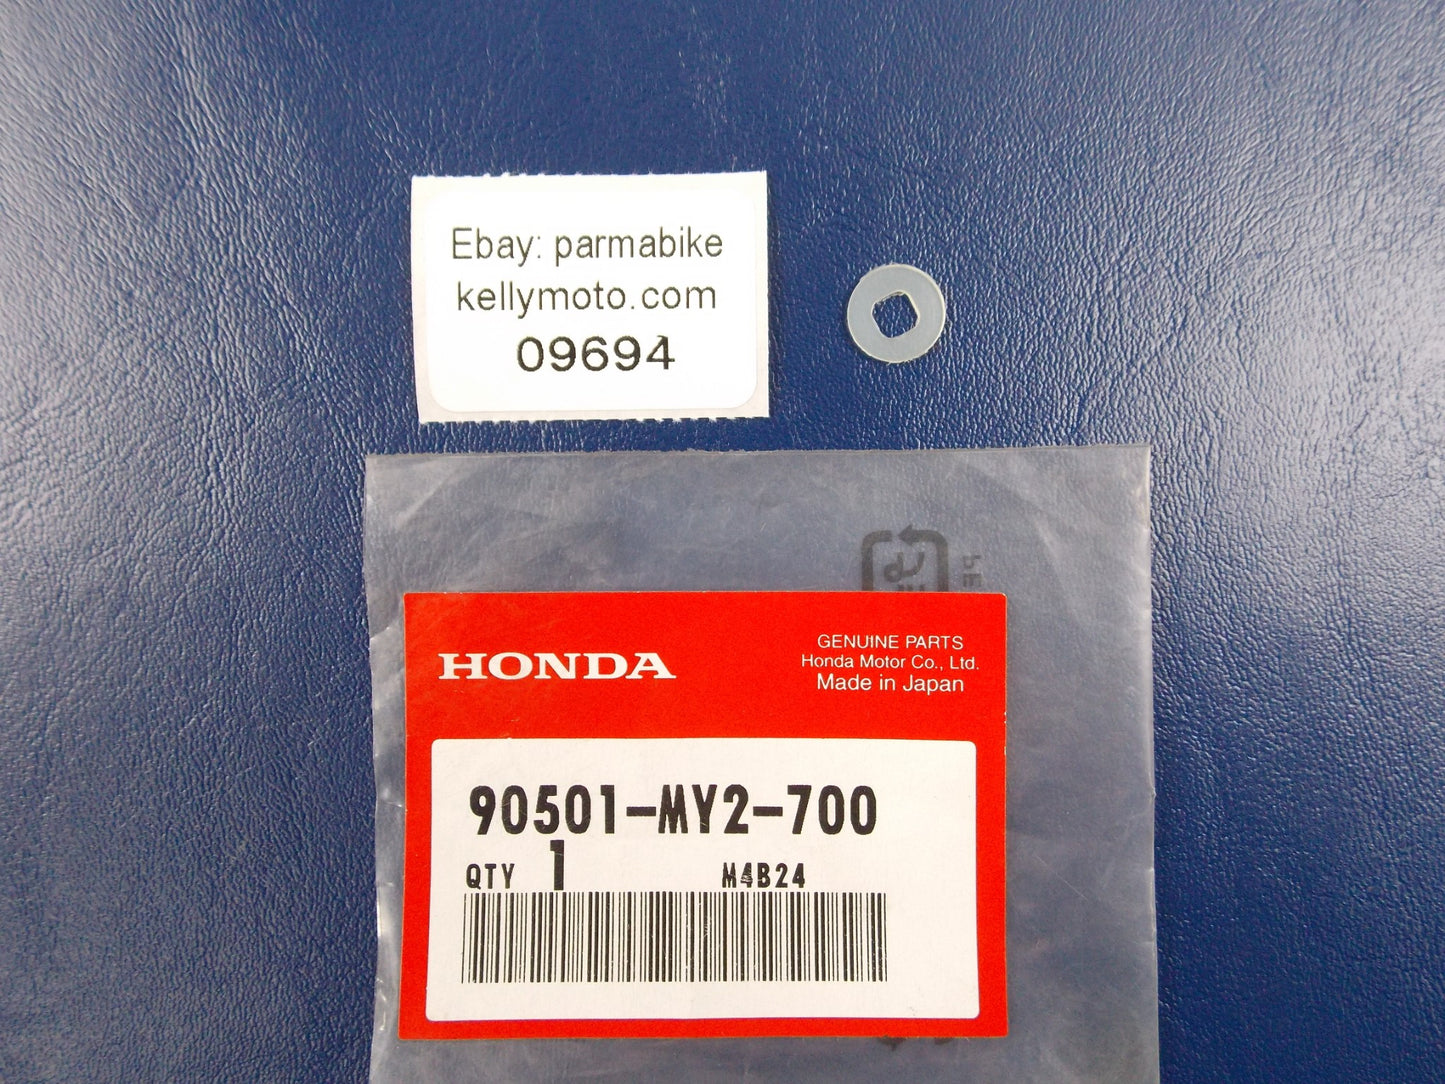 Ebay: parmabike
kellymoto.com
09694
HONDA
GENUINE PARTS
Honda Motor Co., Ltd.
Made in Japan
90501-MY2-700
QTY 1 M4B24